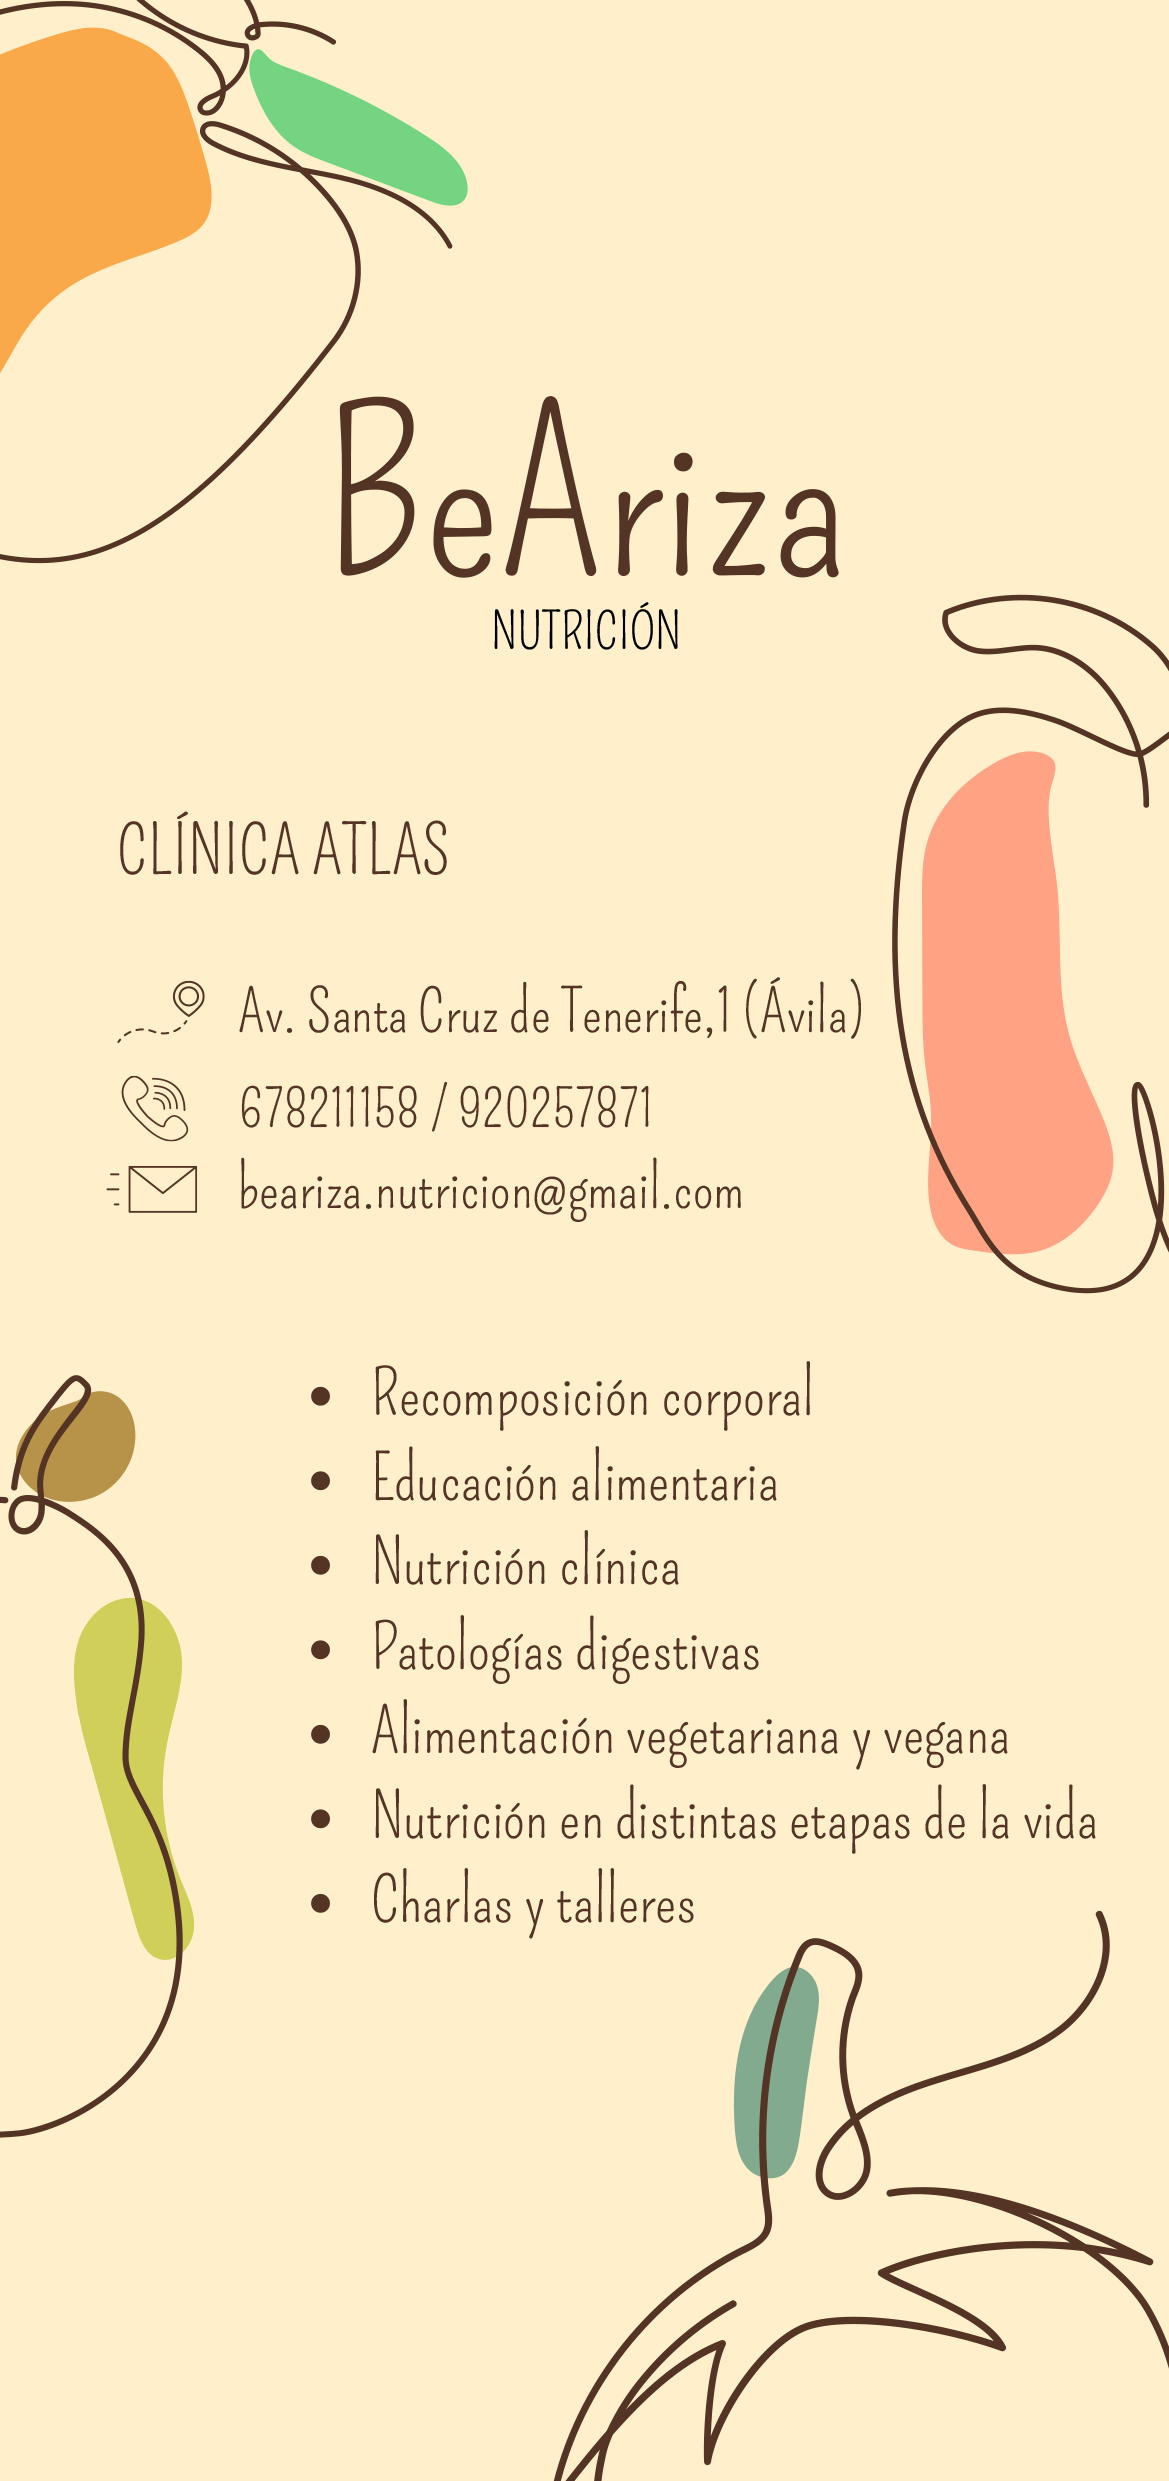 BeAriza
NUTRICIÓN
CLÍNICA ATLAS
Av. Santa Cruz de Tenerife,1 (Ávila)
678211158 / 920257871
beariza.nutricion@gmail.com
• Recomposición corporal
• Educación alimentaria
• Nutrición clínica
• Patologías digestivas
• Alimentación vegetariana y vegana
• Nutrición en distintas etapas de la vida
• Charlas y talleres